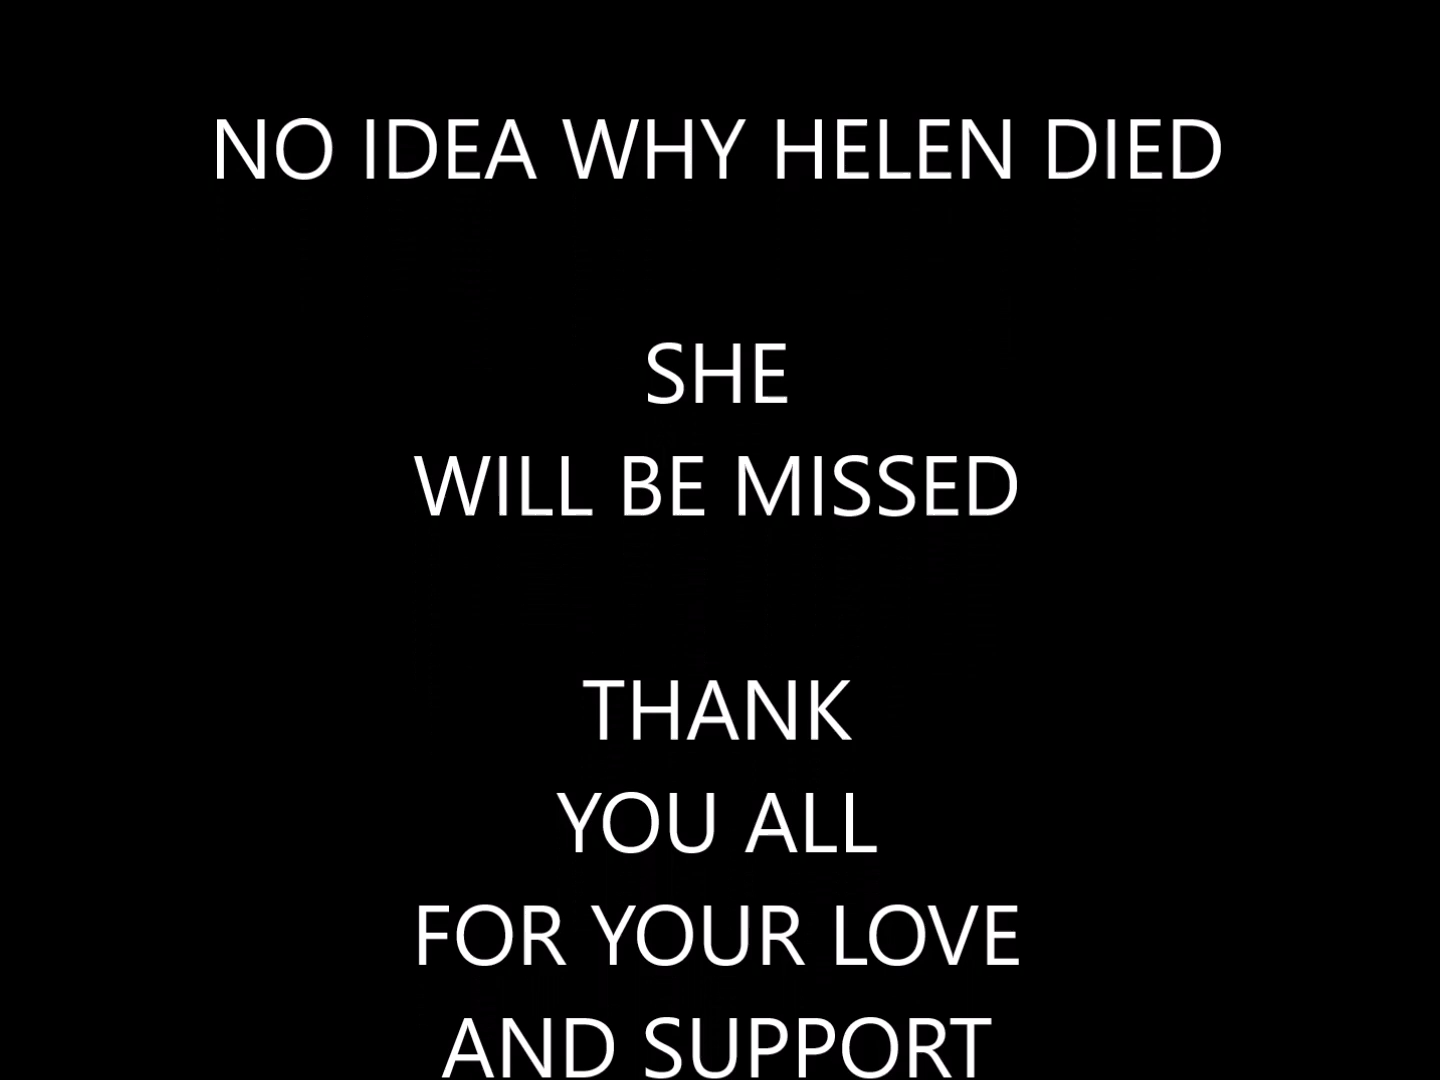 NO IDEA WHY HELEN DIED
SHE
WILL BE MISSED
THANK
YOU ALL
FOR YOUR LOVE
AND SUPPORT